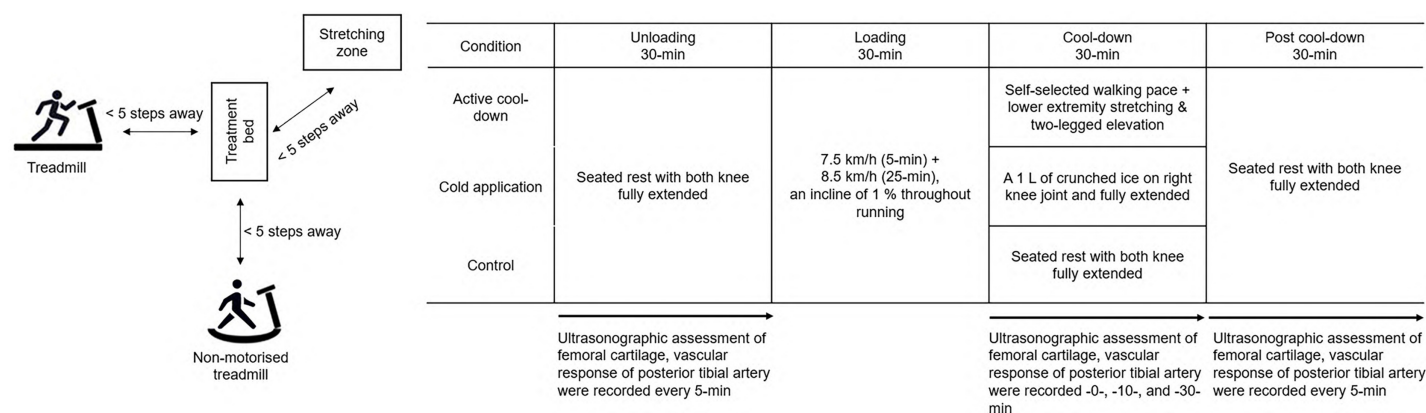 Stretching
zone
< 5 steps away
Treatment
bed
< 5 steps away
Treadmill
< 5 steps away
Non-motorised
treadmill
Condition
Unloading
30-min
Loading
30-min
Cool-down
30-min
Post cool-down
30-min
Active cool-
down
Cold application
Control
Seated rest with both knee
fully extended
7.5 km/h (5-min) +
8.5 km/h (25-min),
an incline of 1 % throughout
running
Self-selected walking pace +
lower extremity stretching &
two-legged elevation
A 1 L of crunched ice on right
knee joint and fully extended
Seated rest with both knee
fully extended
Seated rest with both knee
fully extended
Ultrasonographic assessment of
femoral cartilage, vascular
response of posterior tibial artery
were recorded every 5-min
Ultrasonographic assessment of
femoral cartilage, vascular
response of posterior tibial artery
were recorded -0-, -10-, and -30-
min
Ultrasonographic assessment of
femoral cartilage, vascular
response of posterior tibial artery
were recorded every 5-min